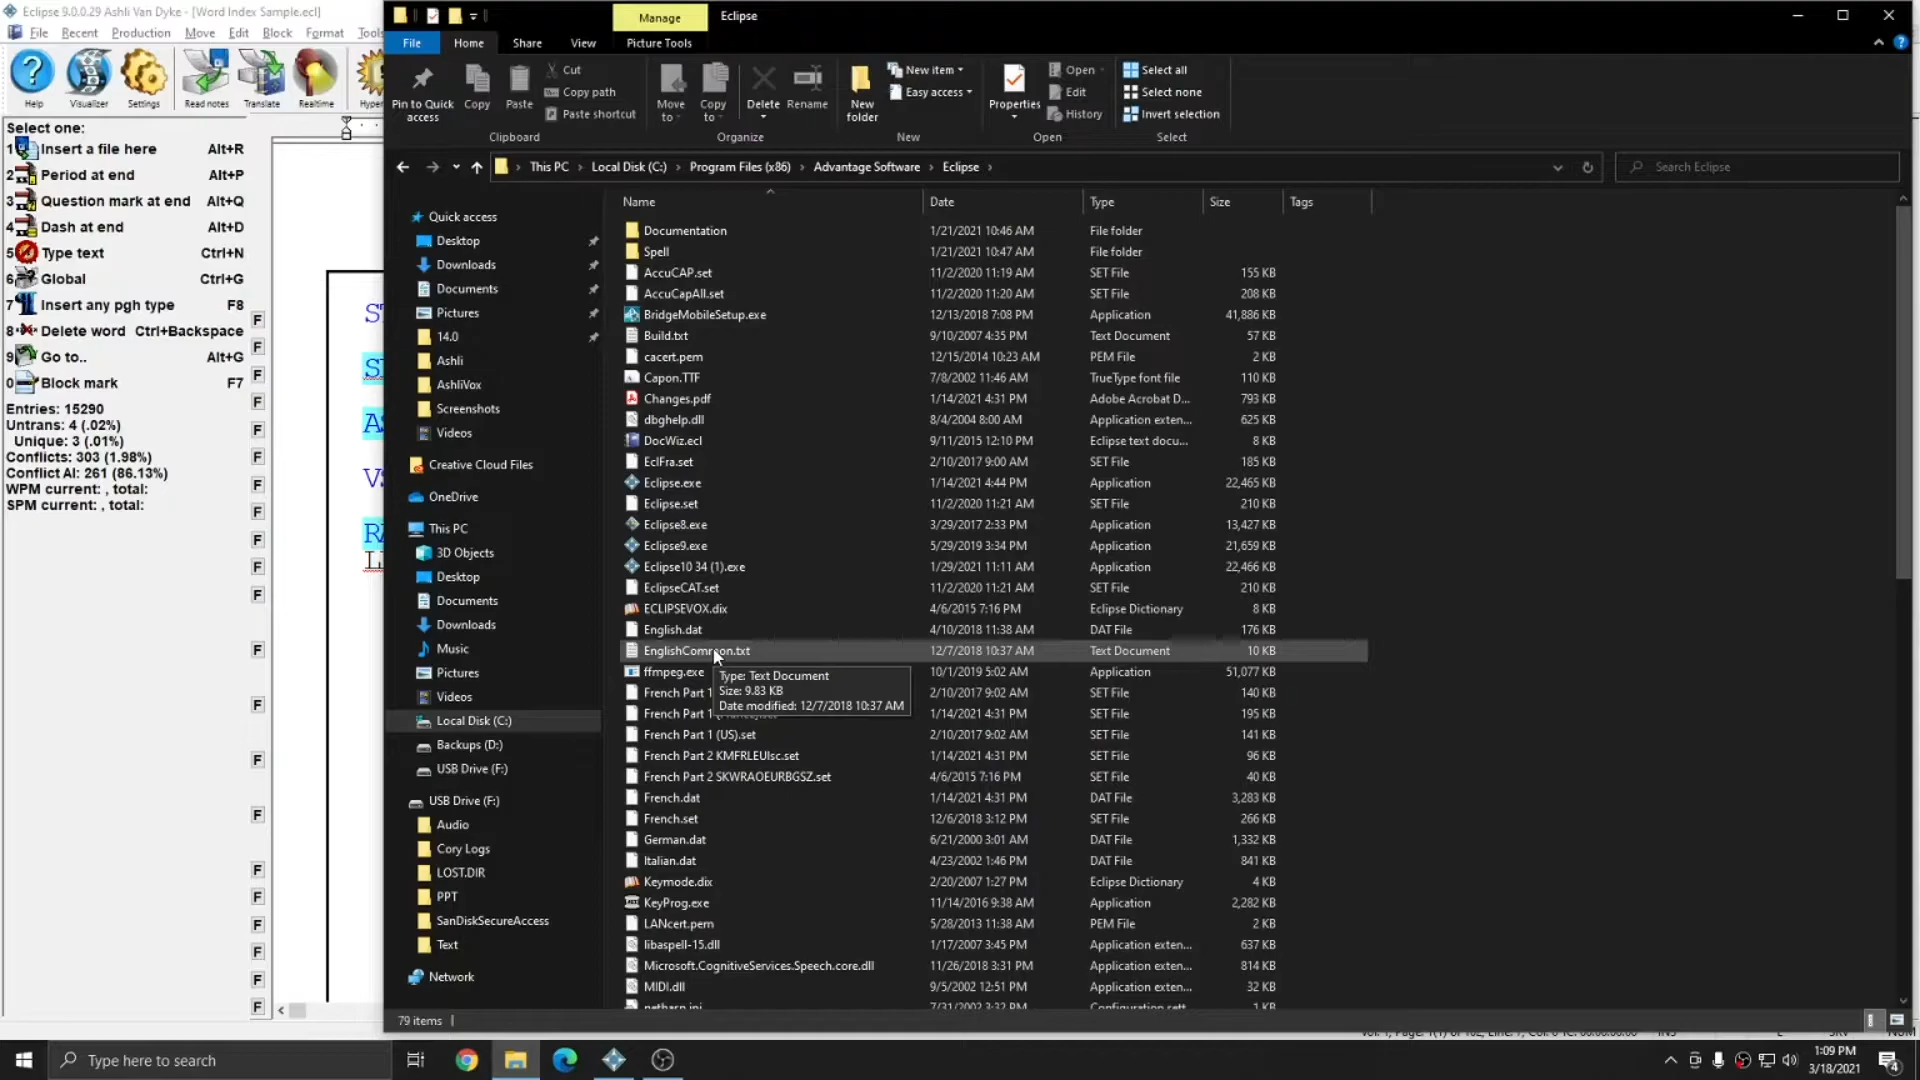 Eclipse 9.0.0.29 Ashli Van Dyke - [Word Index Sample.ecl]
File Recent Production Move Edit Block Format Tools
Help Visualizer Settings Read notes Translate Realtime Hyper
Select one:
1 Insert a file here Alt+R
2 Period at end Alt+P
3 Question mark at end Alt+Q
4 Dash at end Alt+D
5 Type text Ctrl+N
6 Global Ctrl+G
7 Insert any pgh type F8
8 Delete word Ctrl+Backspace
9 Go to.. Alt+G
0 Block mark F7
Entries: 15290
Untrans: 4 (.02%)
Unique: 3 (.01%)
Conflicts: 303 (1.98%)
Conflict AI: 261 (86.13%)
WPM current: , total:
SPM current: , total:
Manage Eclipse
File Home Share View Picture Tools
Pin to Quick access
Copy
Paste
Cut
Copy path
Paste shortcut
Clipboard
Move to
Copy to
Delete
Rename
Organize
New folder
New item
Easy access
New
Properties
Open
Edit
History
Open
Select all
Select none
Invert selection
Select
This PC › Local Disk (C:) › Program Files (x86) › Advantage Software › Eclipse ›
Search Eclipse
Quick access
Desktop
Downloads
Documents
Pictures
14.0
Ashli
AshliVox
Screenshots
Videos
Creative Cloud Files
OneDrive
This PC
3D Objects
Desktop
Documents
Downloads
Music
Pictures
Videos
Local Disk (C:)
Backups (D:)
USB Drive (F:)
USB Drive (F:)
Audio
Cory Logs
LOST.DIR
PPT
SanDiskSecureAccess
Text
Network
Name Date Type Size Tags
Documentation 1/21/2021 10:46 AM File folder
Spell 1/21/2021 10:47 AM File folder
AccuCAP.set 11/2/2020 11:19 AM SET File 155 KB
AccuCapAll.set 11/2/2020 11:20 AM SET File 208 KB
BridgeMobileSetup.exe 12/13/2018 7:08 PM Application 41,886 KB
Build.txt 9/10/2007 4:35 PM Text Document 57 KB
cacert.pem 12/15/2014 10:23 AM PEM File 2 KB
Capon.TTF 7/8/2002 11:46 AM TrueType font file 110 KB
Changes.pdf 1/14/2021 4:31 PM Adobe Acrobat D... 793 KB
dbghelp.dll 8/4/2004 8:00 AM Application exten... 625 KB
DocWiz.ecl 9/11/2015 12:10 PM Eclipse text docu... 8 KB
EclFra.set 2/10/2017 9:00 AM SET File 185 KB
Eclipse.exe 1/14/2021 4:44 PM Application 22,465 KB
Eclipse.set 11/2/2020 11:21 AM SET File 210 KB
Eclipse8.exe 3/29/2017 2:33 PM Application 13,427 KB
Eclipse9.exe 5/29/2019 3:34 PM Application 21,659 KB
Eclipse10 34 (1).exe 1/29/2021 11:11 AM Application 22,466 KB
EclipseCAT.set 11/2/2020 11:21 AM SET File 210 KB
ECLIPSEVOX.dix 4/6/2015 7:16 PM Eclipse Dictionary 8 KB
English.dat 4/10/2018 11:38 AM DAT File 176 KB
EnglishCommon.txt 12/7/2018 10:37 AM Text Document 10 KB
ffmpeg.exe 10/1/2019 5:02 AM Application 51,077 KB
French Part 1 2/10/2017 9:02 AM SET File 140 KB
French Part 1 1/14/2021 4:31 PM SET File 195 KB
French Part 1 (US).set 2/10/2017 9:02 AM SET File 141 KB
French Part 2 KMFRLEUIsc.set 1/14/2021 4:31 PM SET File 96 KB
French Part 2 SKWRAOEURBGSZ.set 4/6/2015 7:16 PM SET File 40 KB
French.dat 1/14/2021 4:31 PM DAT File 3,283 KB
French.set 12/6/2018 3:12 PM SET File 266 KB
German.dat 6/21/2000 3:01 AM DAT File 1,332 KB
Italian.dat 4/23/2002 1:46 PM DAT File 841 KB
Keymode.dix 2/20/2007 1:27 PM Eclipse Dictionary 4 KB
KeyProg.exe 11/14/2016 9:38 AM Application 2,282 KB
LANcert.pem 5/28/2013 11:38 AM PEM File 2 KB
libaspell-15.dll 1/17/2007 3:45 PM Application exten... 637 KB
Microsoft.CognitiveServices.Speech.core.dll 11/26/2018 3:31 PM Application exten... 814 KB
MIDI.dll 9/5/2002 12:51 PM Application exten... 32 KB
Type: Text Document
Size: 9.83 KB
Date modified: 12/7/2018 10:37 AM
79 items
Type here to search
1:09 PM
3/18/2021
4